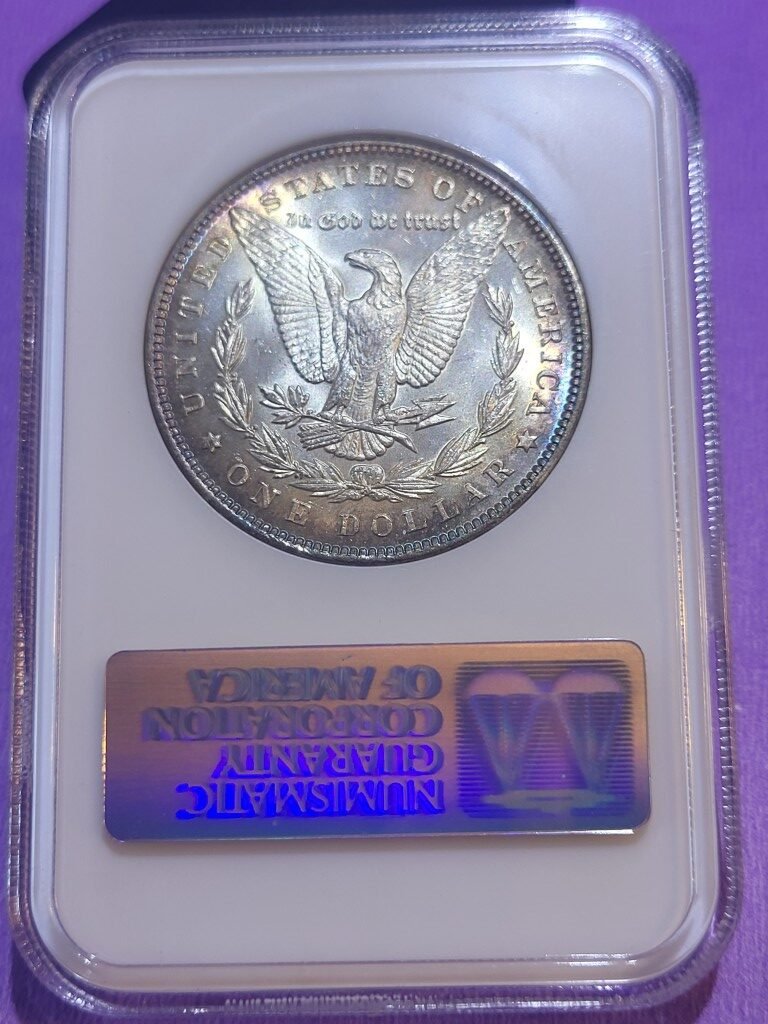 UNITED STATES OF AMERICA
In God we trust
ONE DOLLAR
NUMISMATIC
GUARANTY
CORPORATION
OF AMERICA